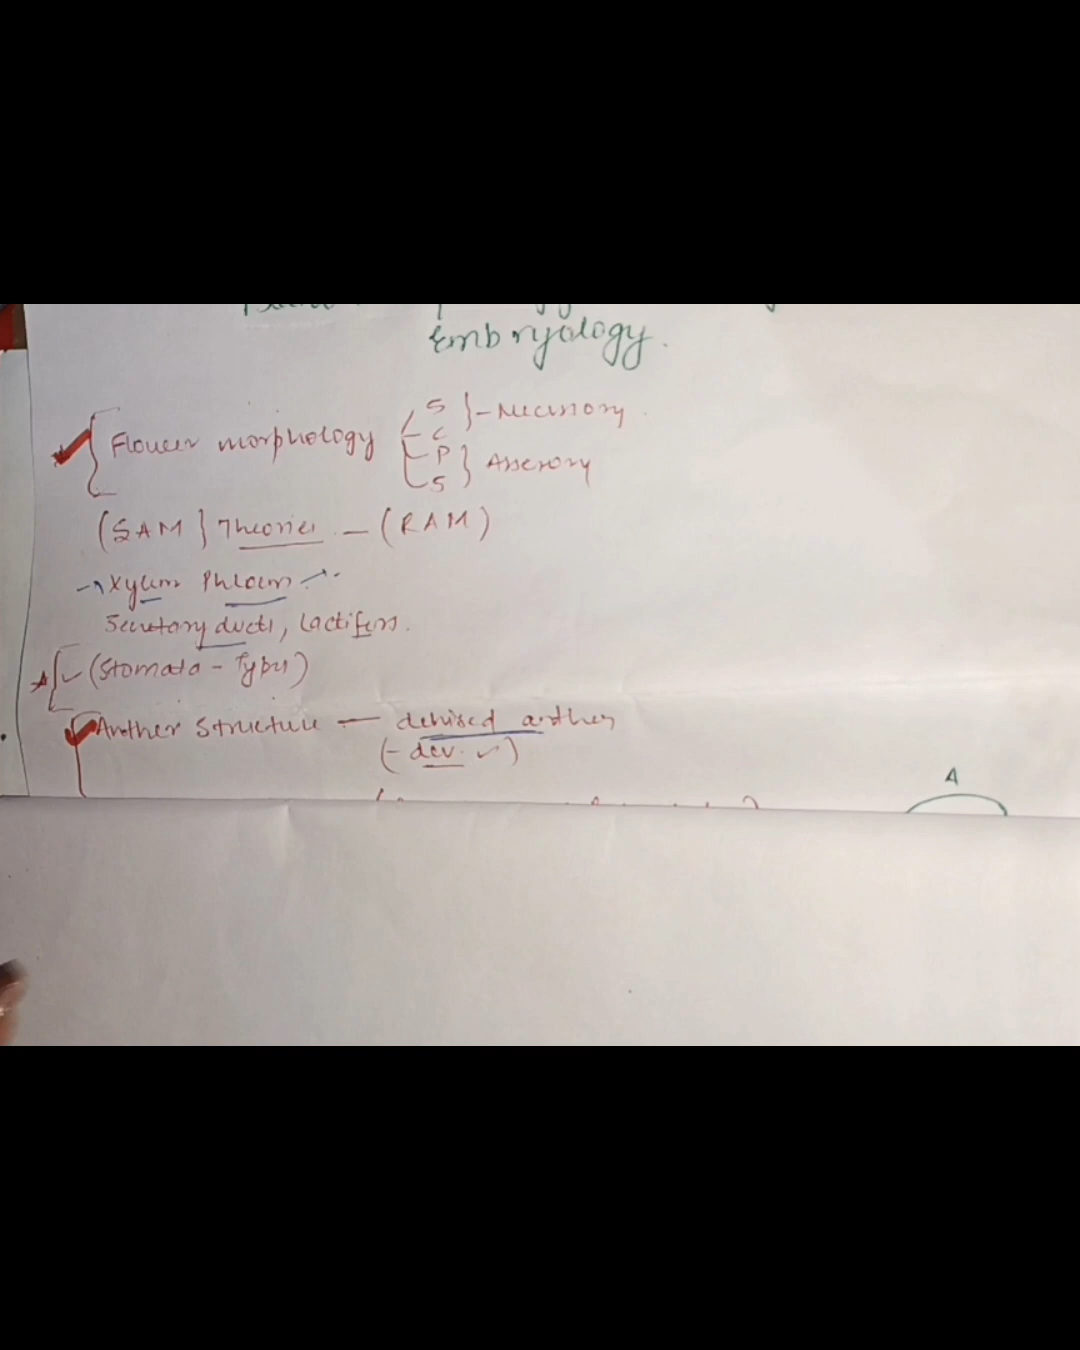 Embryology.
Flower morphology
S
C
} - Necessory.
P
S
} Assesory
(SAM} Theories - (RAM)
→ Xylem Phloem
Secretory ducts, Lactifers.
(Stomata - Types)
Anther Structure — dehised anther
(- dev. ✓)
A